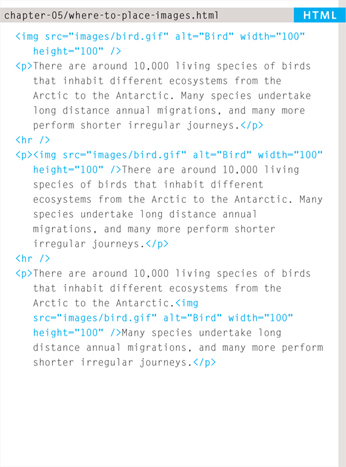 chapter-05/where-to-place-images.html HTML
<img src="images/bird.gif" alt="Bird" width="100"
height="100" />
<p>There are around 10,000 living species of birds
that inhabit different ecosystems from the
Arctic to the Antarctic. Many species undertake
long distance annual migrations, and many more
perform shorter irregular journeys.</p>
<hr />
<p><img src="images/bird.gif" alt="Bird" width="100"
height="100" />There are around 10,000 living
species of birds that inhabit different
ecosystems from the Arctic to the Antarctic. Many
species undertake long distance annual
migrations, and many more perform shorter
irregular journeys.</p>
<hr />
<p>There are around 10,000 living species of birds
that inhabit different ecosystems from the
Arctic to the Antarctic.<img
src="images/bird.gif" alt="Bird" width="100"
height="100" />Many species undertake long
distance annual migrations, and many more perform
shorter irregular journeys.</p>